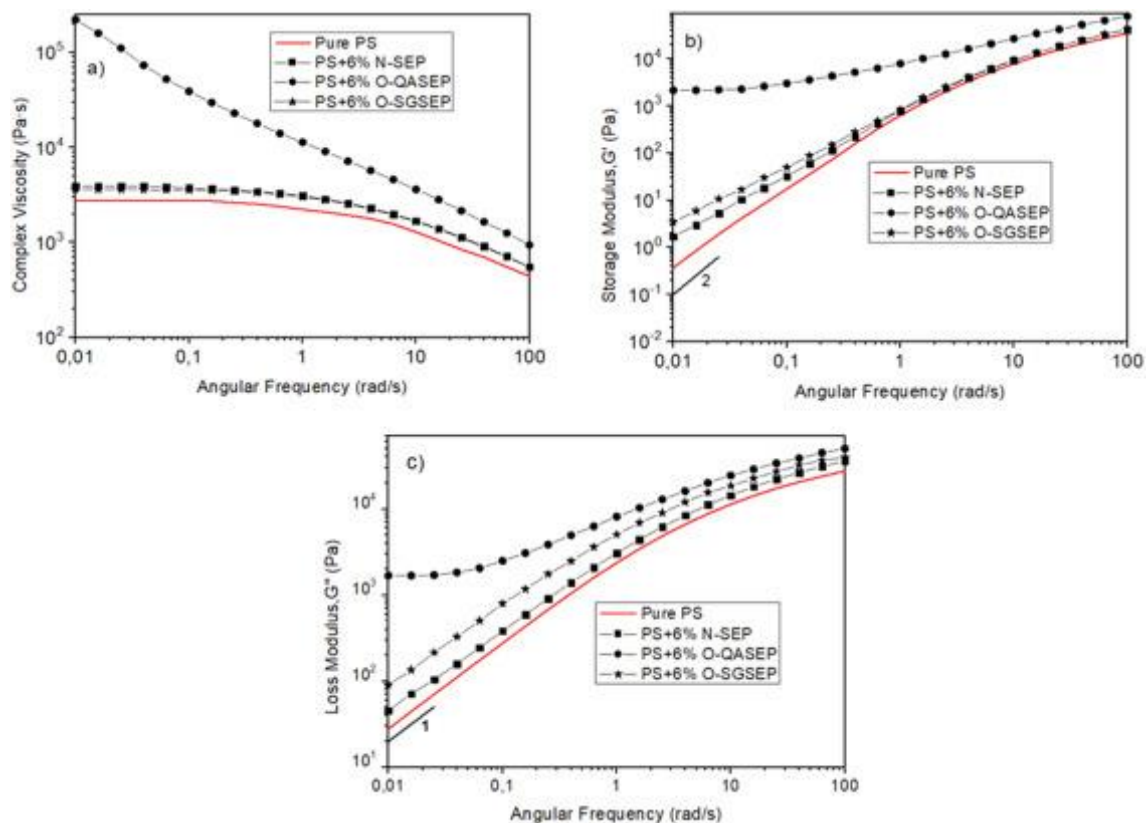 a)
Pure PS
PS+6% N-SEP
PS+6% O-QASEP
PS+6% O-SGSEP
10⁵
10⁴
10³
10²
Complex Viscosity (Pa·s)
0,01 0,1 1 10 100
Angular Frequency (rad/s)
b)
Pure PS
PS+6% N-SEP
PS+6% O-QASEP
PS+6% O-SGSEP
10⁴
10³
10²
10¹
10⁰
10⁻¹
10⁻²
2
Storage Modulus,G' (Pa)
0,01 0,1 1 10 100
Angular Frequency (rad/s)
c)
Pure PS
PS+6% N-SEP
PS+6% O-QASEP
PS+6% O-SGSEP
10⁴
10³
10²
10¹
1
Loss Modulus,G" (Pa)
0,01 0,1 1 10 100
Angular Frequency (rad/s)